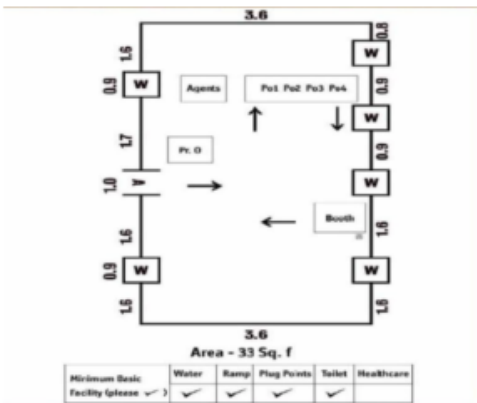 3.6
1.6
0.8
W
0.9
W
Agents
Po1 Po2 Po3 Po4
0.9
W
1.7
Pr. O
0.9
1.0
A
W
Booth
1.6
1.6
0.9
W
W
1.6
1.6
3.6
Area - 33 Sq. f
Minimum Basic
Facility (please ✓ )
Water
Ramp
Plug Points
Toilet
Healthcare
✓
✓
✓
✓